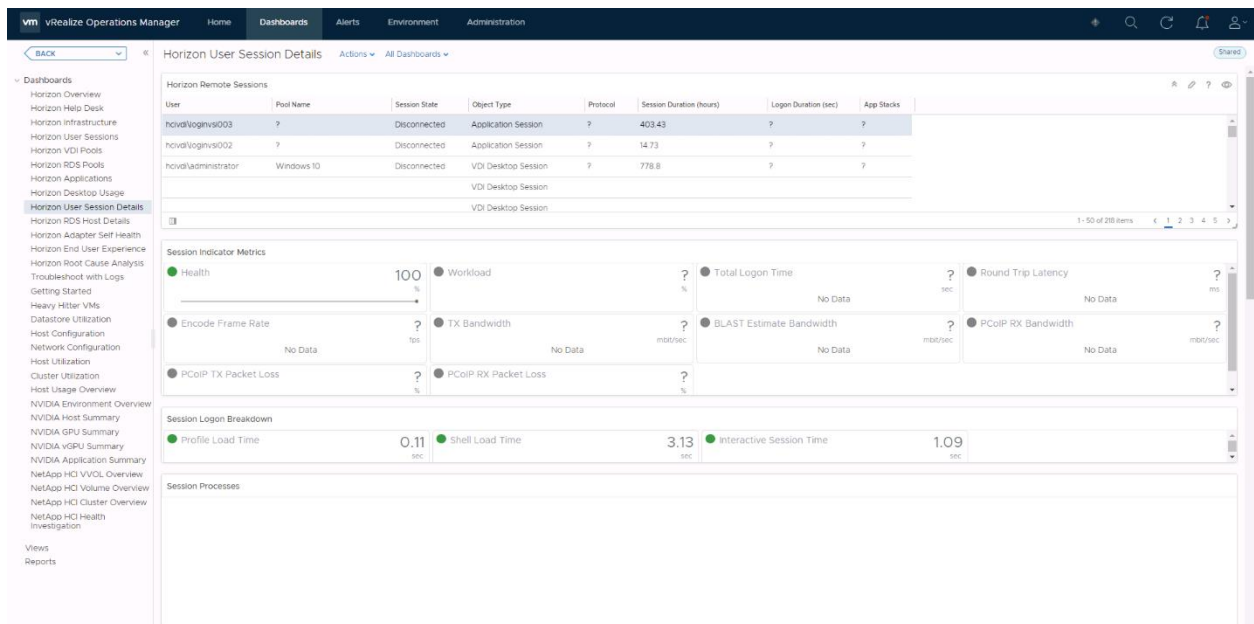 vm vRealize Operations Manager Home Dashboards Alerts Environment Administration
BACK
Horizon User Session Details Actions All Dashboards Shared
Dashboards
Horizon Overview
Horizon Help Desk
Horizon Infrastructure
Horizon User Sessions
Horizon VDI Pools
Horizon RDS Pools
Horizon Applications
Horizon Desktop Usage
Horizon User Session Details
Horizon RDS Host Details
Horizon Adapter Self Health
Horizon End User Experience
Horizon Root Cause Analysis
Troubleshoot with Logs
Getting Started
Heavy Hitter VMs
Datastore Utilization
Host Configuration
Network Configuration
Host Utilization
Cluster Utilization
Host Usage Overview
NVIDIA Environment Overview
NVIDIA Host Summary
NVIDIA GPU Summary
NVIDIA vGPU Summary
NVIDIA Application Summary
NetApp HCI VVOL Overview
NetApp HCI Volume Overview
NetApp HCI Cluster Overview
NetApp HCI Health
Investigation
Views
Reports
Horizon Remote Sessions
User Pool Name Session State Object Type Protocol Session Duration (hours) Logon Duration (sec) App Stacks
hcivdi\loginvsi003 ? Disconnected Application Session ? 403.43 ? ?
hcivdi\loginvsi002 ? Disconnected Application Session ? 14.73 ? ?
hcivdi\administrator Windows 10 Disconnected VDI Desktop Session ? 778.8 ? ?
VDI Desktop Session
VDI Desktop Session
1 - 50 of 218 items 1 2 3 4 5
Session Indicator Metrics
Health 100 % Workload ? % Total Logon Time ? sec Round Trip Latency ? ms
No Data No Data
Encode Frame Rate ? fps TX Bandwidth ? mbit/sec BLAST Estimate Bandwidth ? mbit/sec PCoIP RX Bandwidth ? mbit/sec
No Data No Data No Data No Data
PCoIP TX Packet Loss ? % PCoIP RX Packet Loss ? %
Session Logon Breakdown
Profile Load Time 0.11 sec Shell Load Time 3.13 sec Interactive Session Time 1.09 sec
Session Processes